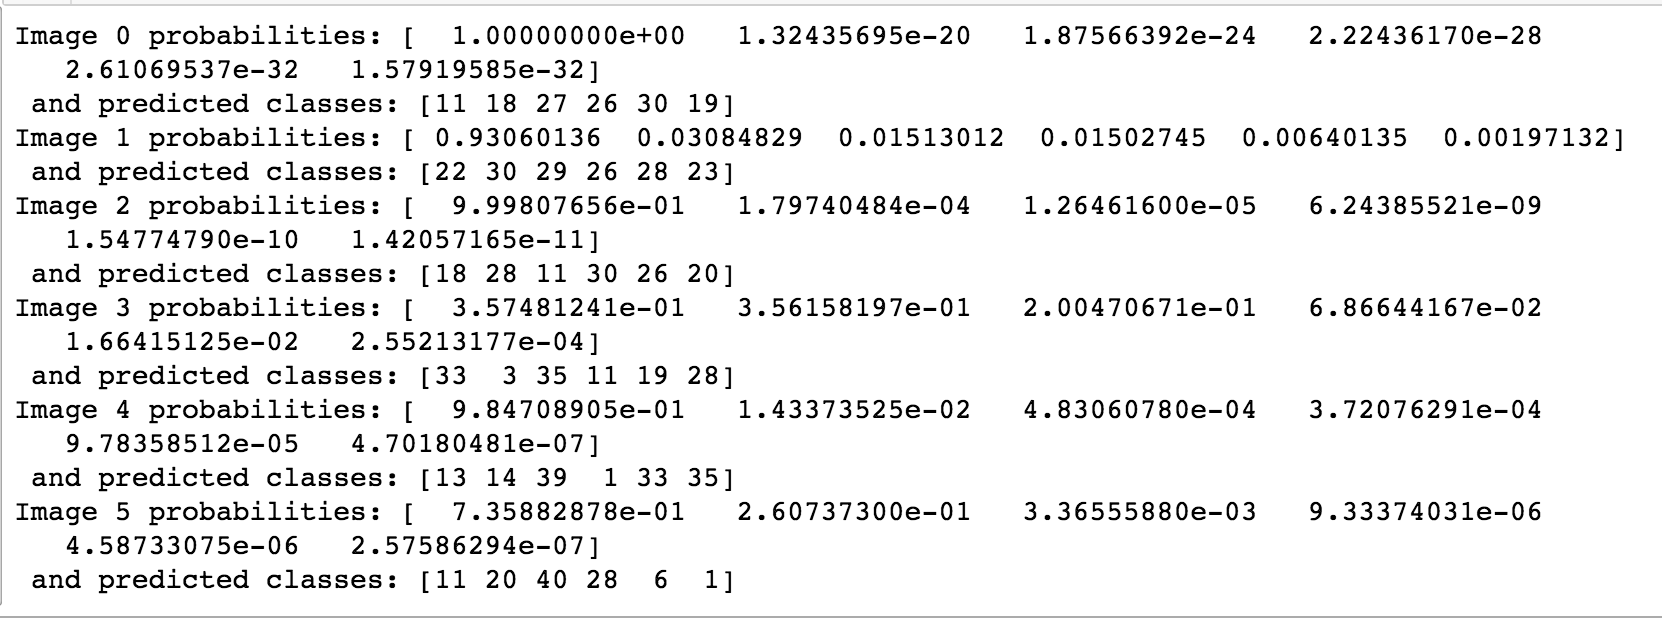 Image 0 probabilities: [  1.00000000e+00   1.32435695e-20   1.87566392e-24   2.22436170e-28
   2.61069537e-32   1.57919585e-32]
 and predicted classes: [11 18 27 26 30 19]
Image 1 probabilities: [ 0.93060136  0.03084829  0.01513012  0.01502745  0.00640135  0.00197132]
 and predicted classes: [22 30 29 26 28 23]
Image 2 probabilities: [  9.99807656e-01   1.79740484e-04   1.26461600e-05   6.24385521e-09
   1.54774790e-10   1.42057165e-11]
 and predicted classes: [18 28 11 30 26 20]
Image 3 probabilities: [  3.57481241e-01   3.56158197e-01   2.00470671e-01   6.86644167e-02
   1.66415125e-02   2.55213177e-04]
 and predicted classes: [33  3 35 11 19 28]
Image 4 probabilities: [  9.84708905e-01   1.43373525e-02   4.83060780e-04   3.72076291e-04
   9.78358512e-05   4.70180481e-07]
 and predicted classes: [13 14 39  1 33 35]
Image 5 probabilities: [  7.35882878e-01   2.60737300e-01   3.36555880e-03   9.33374031e-06
   4.58733075e-06   2.57586294e-07]
 and predicted classes: [11 20 40 28  6  1]